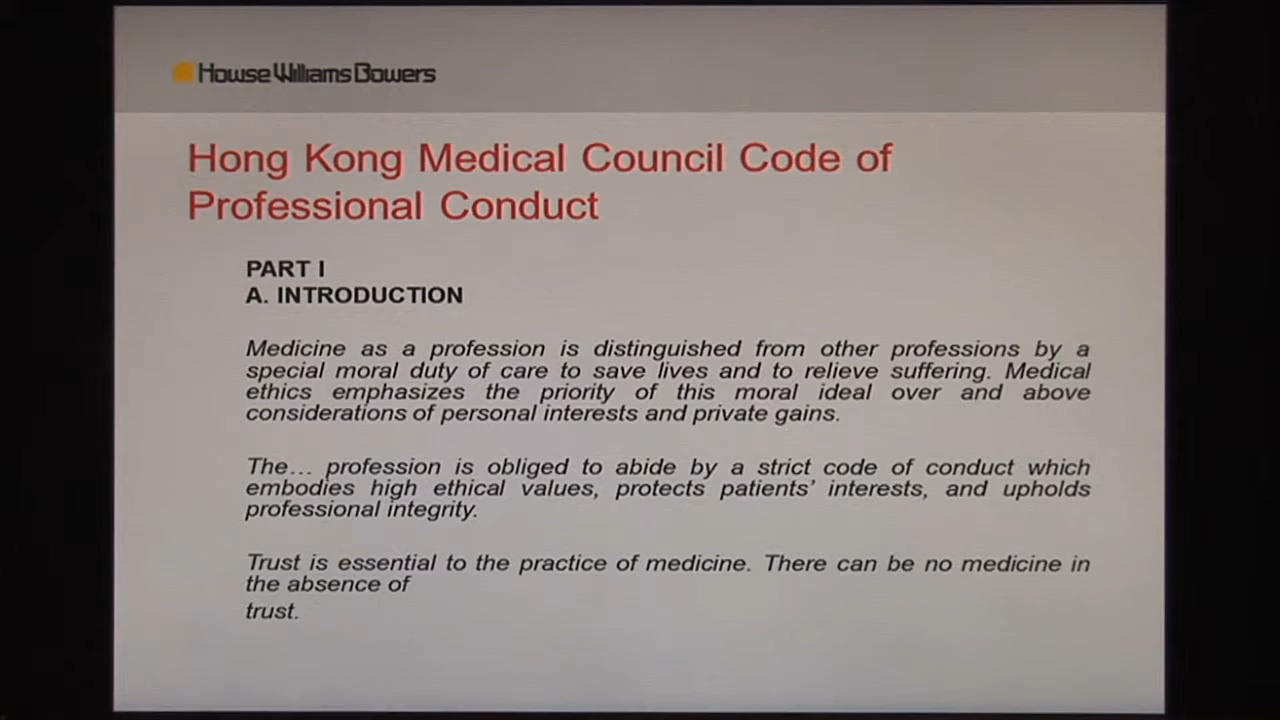 Howse Williams Bowers
Hong Kong Medical Council Code of
Professional Conduct
PART I
A. INTRODUCTION
Medicine as a profession is distinguished from other professions by a
special moral duty of care to save lives and to relieve suffering. Medical
ethics emphasizes the priority of this moral ideal over and above
considerations of personal interests and private gains.
The… profession is obliged to abide by a strict code of conduct which
embodies high ethical values, protects patients’ interests, and upholds
professional integrity.
Trust is essential to the practice of medicine. There can be no medicine in
the absence of
trust.